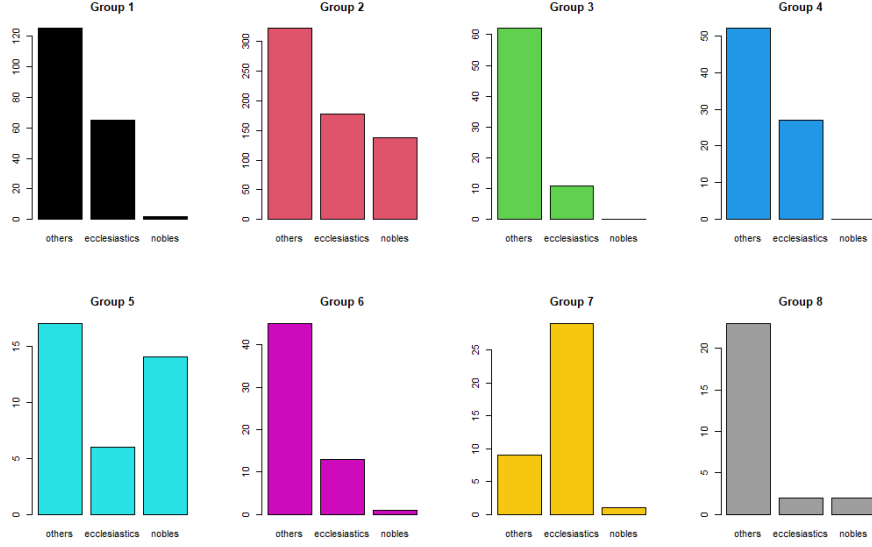 Group 1
120
100
80
60
40
20
0
others ecclesiastics nobles
Group 2
300
250
200
150
100
50
0
others ecclesiastics nobles
Group 3
60
50
40
30
20
10
0
others ecclesiastics nobles
Group 4
50
40
30
20
10
0
others ecclesiastics nobles
Group 5
15
10
5
0
others ecclesiastics nobles
Group 6
40
30
20
10
0
others ecclesiastics nobles
Group 7
25
20
15
10
5
0
others ecclesiastics nobles
Group 8
20
15
10
5
0
others ecclesiastics nobles